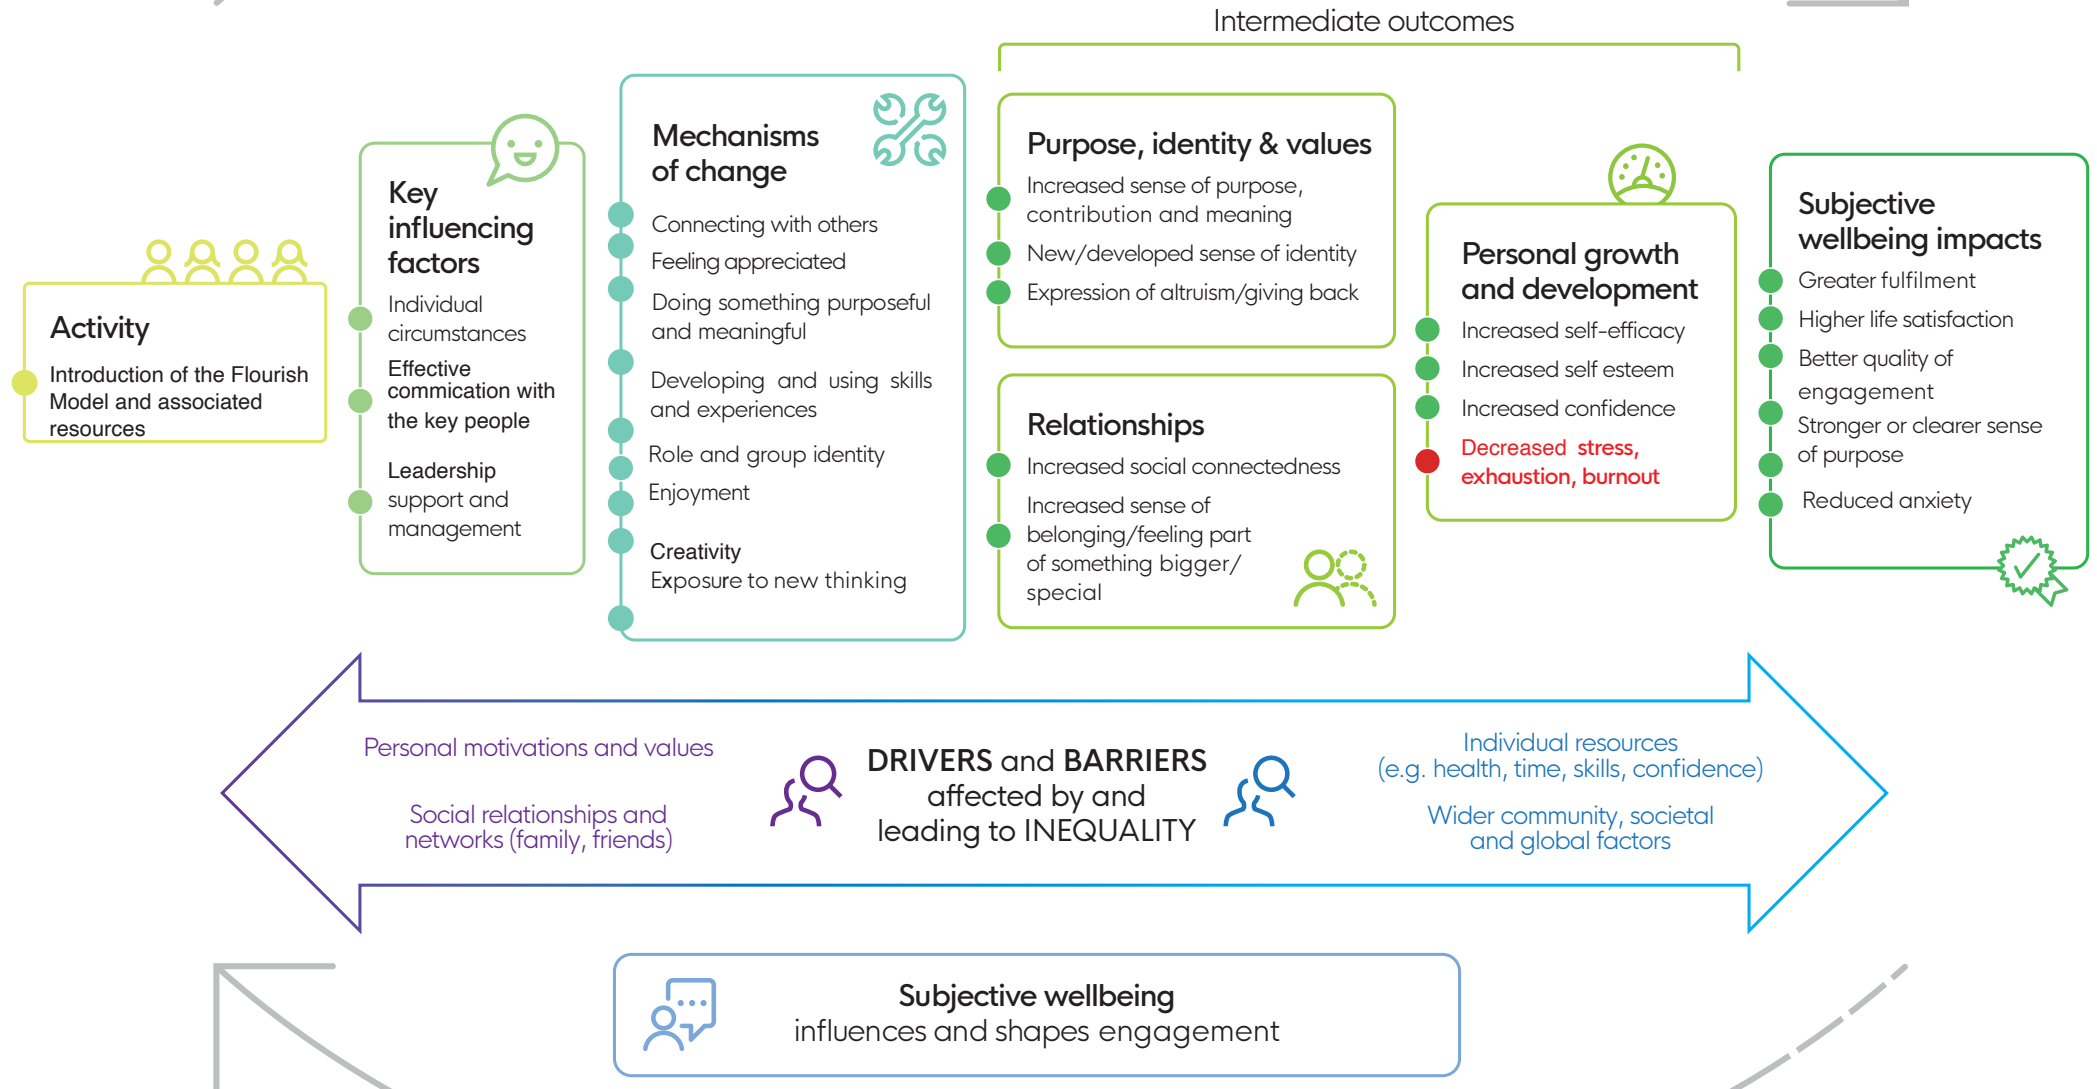 Intermediate outcomes
Activity
Introduction of the Flourish
Model and associated
resources
Key
influencing
factors
Individual
circumstances
Effective
commication with
the key people
Leadership
support and
management
Mechanisms
of change
Connecting with others
Feeling appreciated
Doing something purposeful
and meaningful
Developing and using skills
and experiences
Role and group identity
Enjoyment
Creativity
Exposure to new thinking
Purpose, identity & values
Increased sense of purpose,
contribution and meaning
New/developed sense of identity
Expression of altruism/giving back
Relationships
Increased social connectedness
Increased sense of
belonging/feeling part
of something bigger/
special
Personal growth
and development
Increased self-efficacy
Increased self esteem
Increased confidence
Decreased stress,
exhaustion, burnout
Subjective
wellbeing impacts
Greater fulfilment
Higher life satisfaction
Better quality of
engagement
Stronger or clearer sense
of purpose
Reduced anxiety
Personal motivations and values
Social relationships and
networks (family, friends)
DRIVERS and BARRIERS
affected by and
leading to INEQUALITY
Individual resources
(e.g. health, time, skills, confidence)
Wider community, societal
and global factors
Subjective wellbeing
influences and shapes engagement